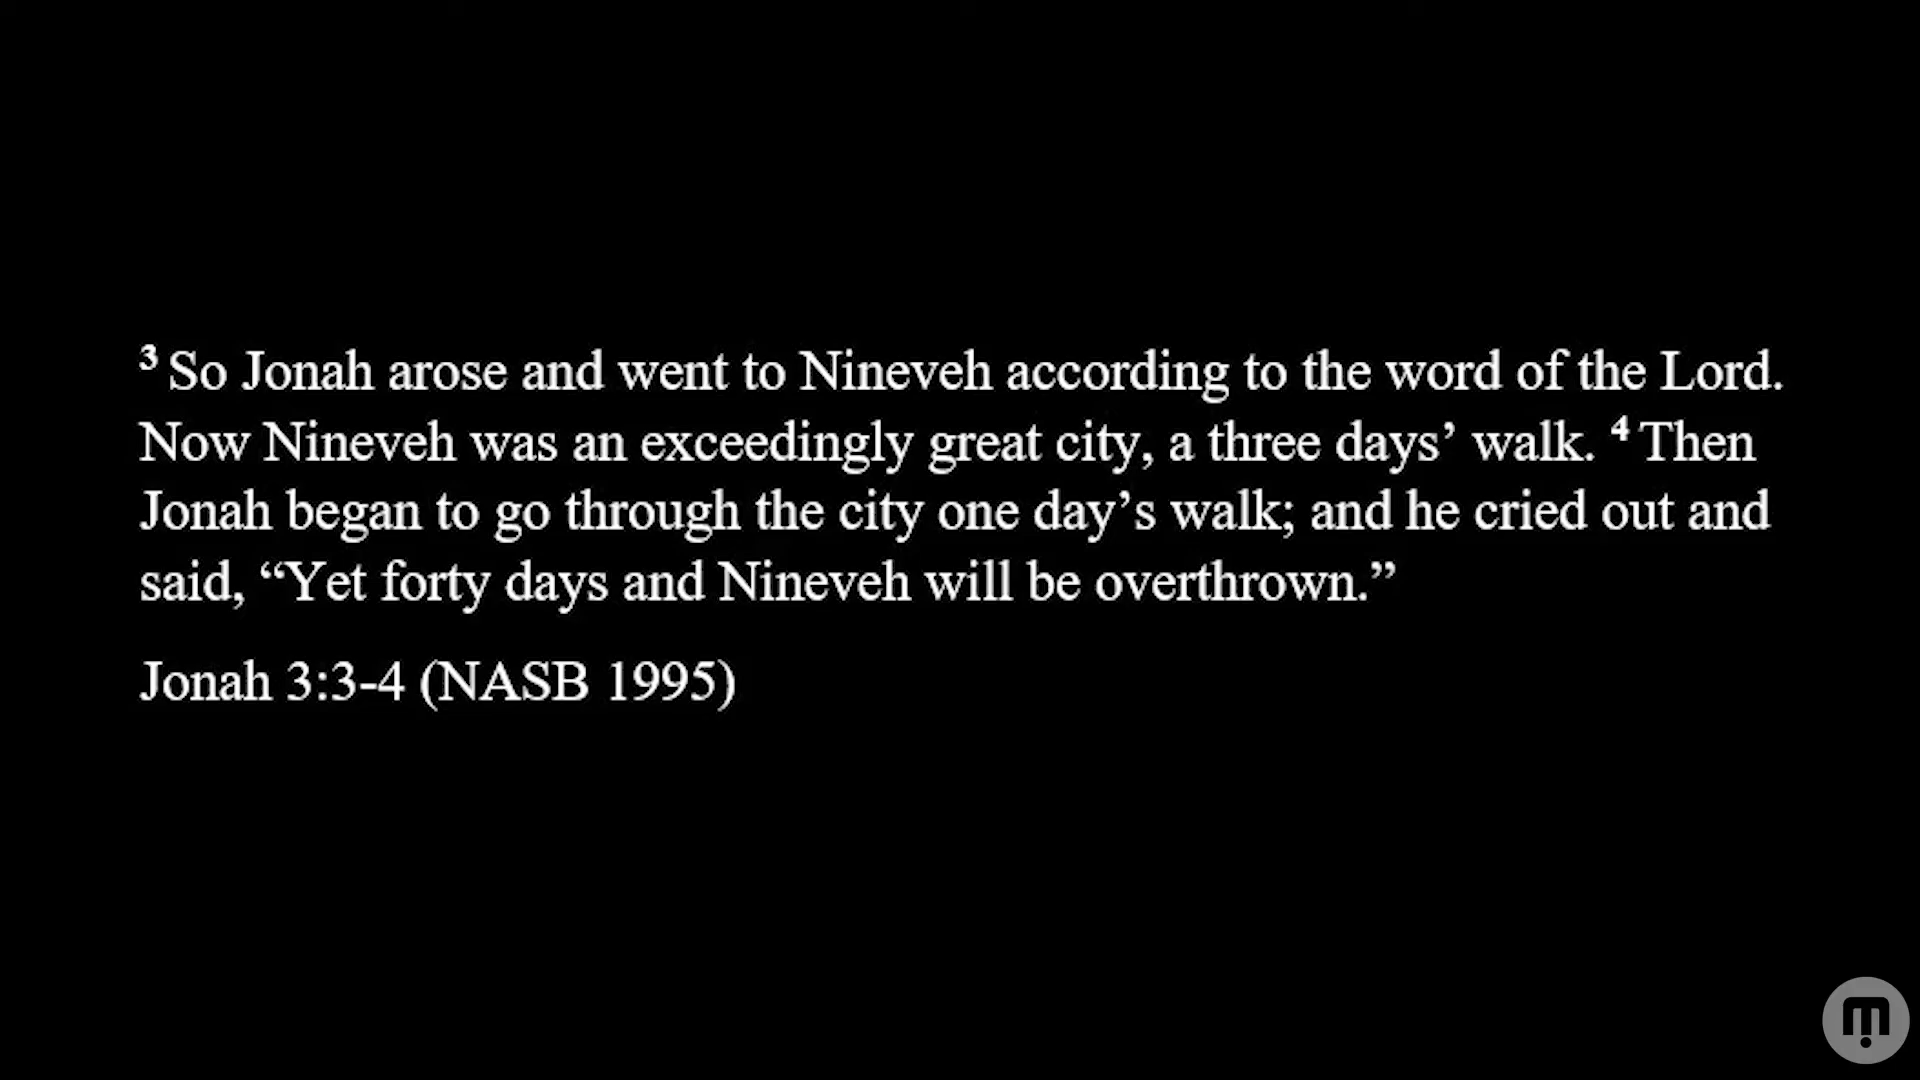 ³ So Jonah arose and went to Nineveh according to the word of the Lord.
Now Nineveh was an exceedingly great city, a three days’ walk. ⁴ Then
Jonah began to go through the city one day’s walk; and he cried out and
said, “Yet forty days and Nineveh will be overthrown.”
Jonah 3:3-4 (NASB 1995)
m